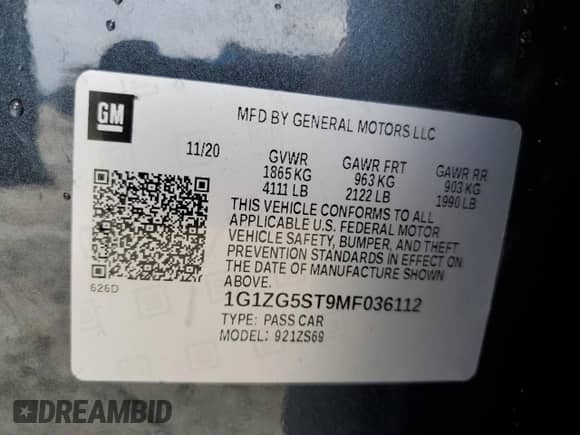 GM
MFD BY GENERAL MOTORS LLC
11/20 GVWR GAWR FRT GAWR RR
1865 KG 963 KG 903 KG
4111 LB 2122 LB 1990 LB
THIS VEHICLE CONFORMS TO ALL
APPLICABLE U.S. FEDERAL MOTOR
VEHICLE SAFETY, BUMPER, AND THEFT
PREVENTION STANDARDS IN EFFECT ON
THE DATE OF MANUFACTURE SHOWN
ABOVE.
626D
1G1ZG5ST9MF036112
TYPE: PASS CAR
MODEL: 921ZS69
DREAMBID